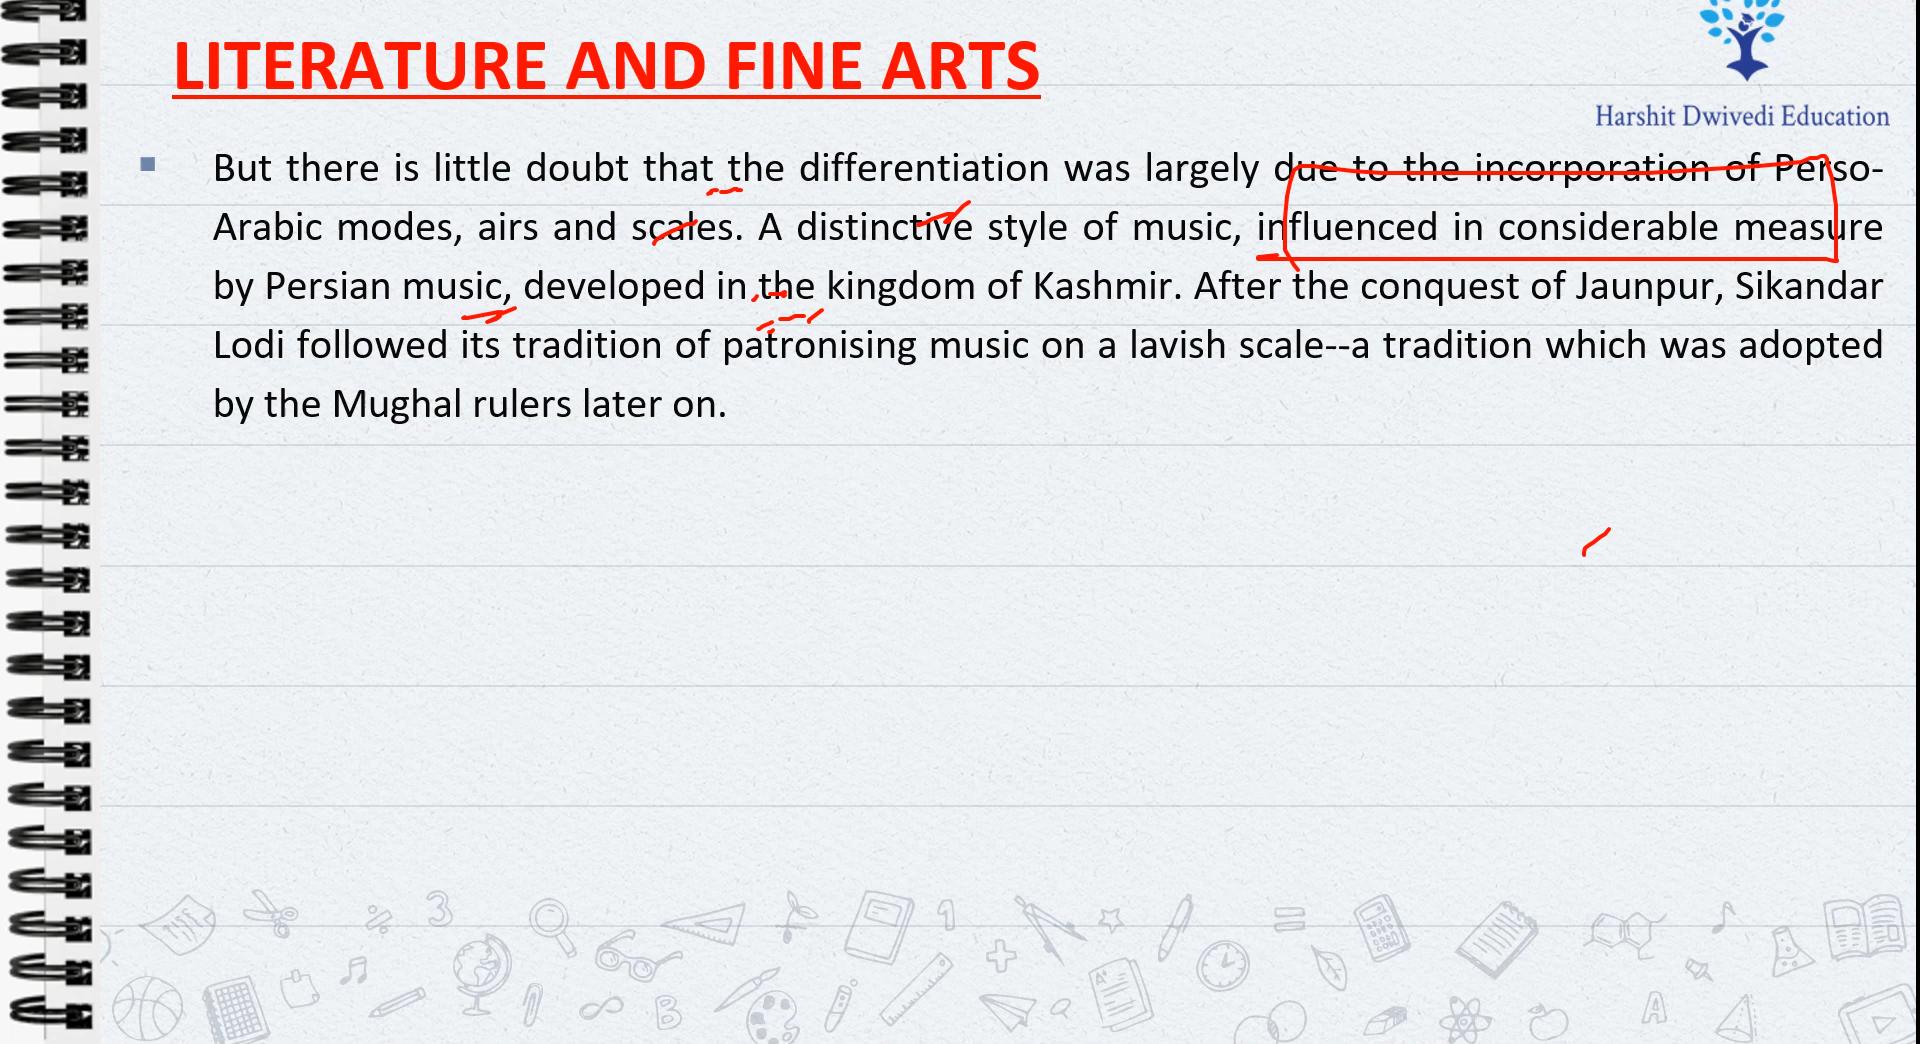 LITERATURE AND FINE ARTS
Harshit Dwivedi Education
But there is little doubt that the differentiation was largely due to the incorporation of Perso-
Arabic modes, airs and scales. A distinctive style of music, influenced in considerable measure
by Persian music, developed in the kingdom of Kashmir. After the conquest of Jaunpur, Sikandar
Lodi followed its tradition of patronising music on a lavish scale--a tradition which was adopted
by the Mughal rulers later on.